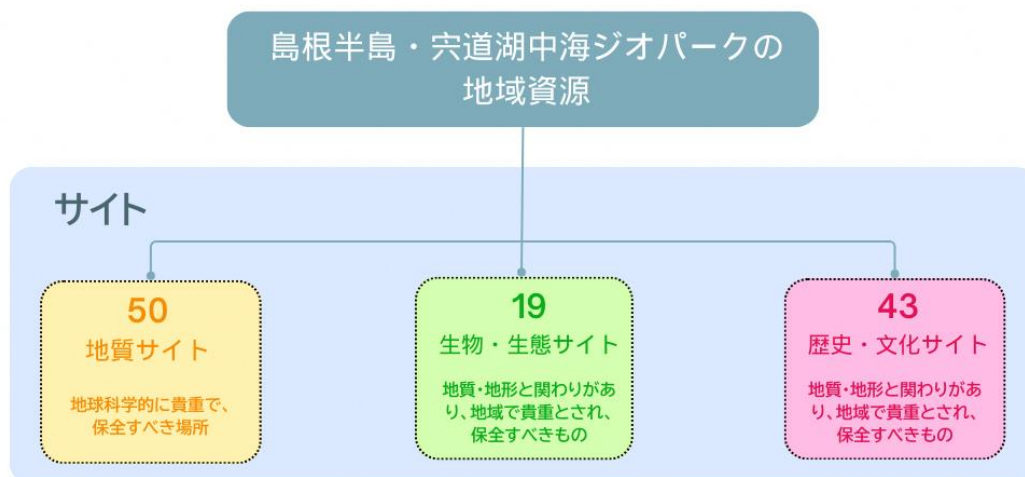 島根半島・宍道湖中海ジオパークの
地域資源
サイト
50
地質サイト
地球科学的に貴重で、
保全すべき場所
19
生物・生態サイト
地質・地形と関わりがあ
り、地域で貴重とされ、
保全すべきもの
43
歴史・文化サイト
地質・地形と関わりがあ
り、地域で貴重とされ、
保全すべきもの